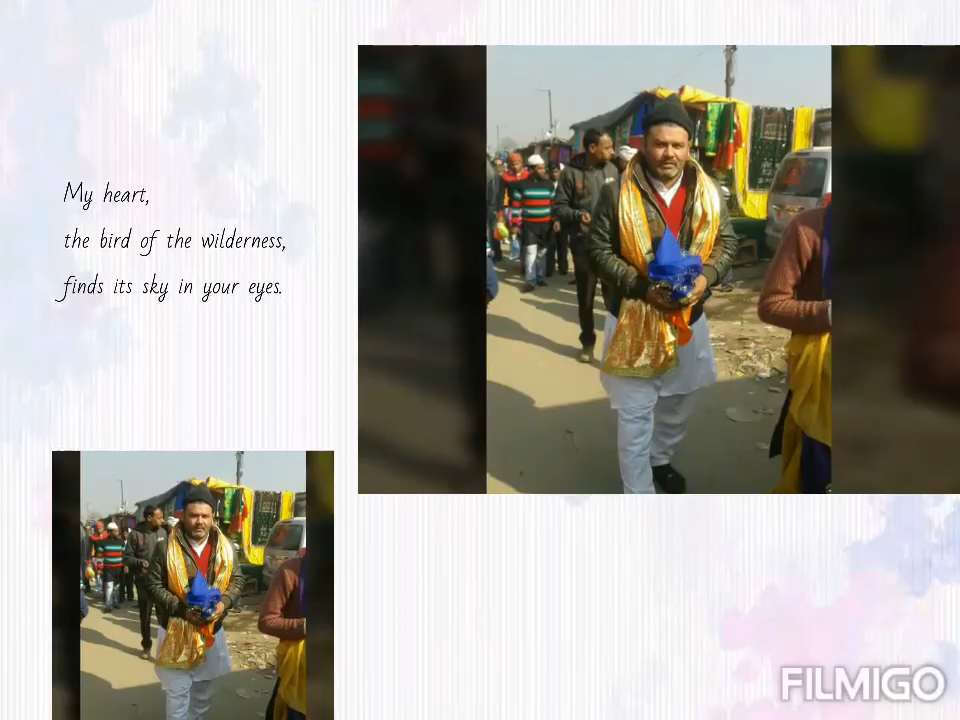 My heart,
the bird of the wilderness,
finds its sky in your eyes.
FILMIGO